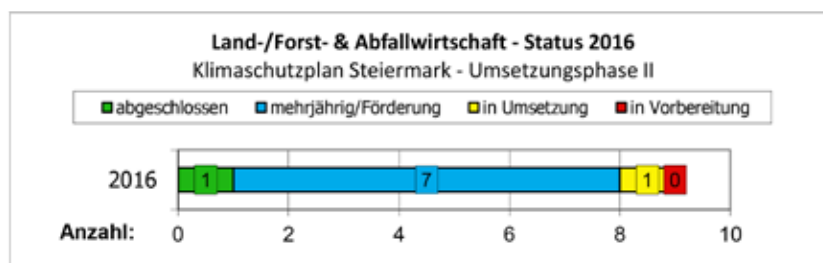 Land-/Forst- & Abfallwirtschaft - Status 2016
Klimaschutzplan Steiermark - Umsetzungsphase II
abgeschlossen mehrjährig/Förderung in Umsetzung in Vorbereitung
2016 1 7 1 0
Anzahl: 0 2 4 6 8 10